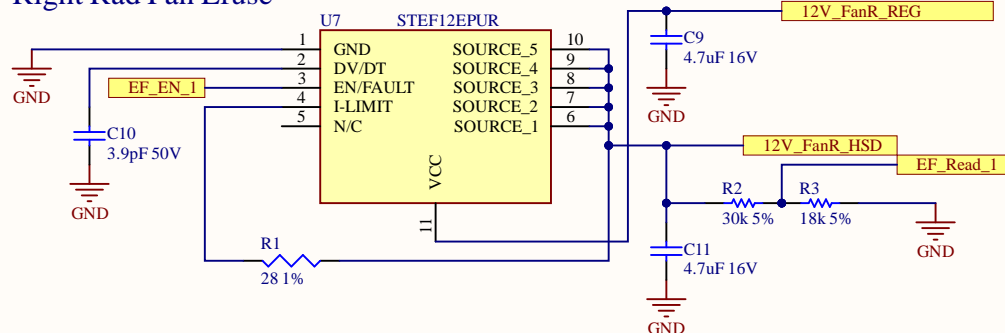 Right Rad Fan Efuse
U7
STEF12EPUR
12V_FanR_REG
1
GND
SOURCE_5
10
2
DV/DT
SOURCE_4
9
EF_EN_1
3
EN/FAULT
SOURCE_3
8
4
I-LIMIT
SOURCE_2
7
5
N/C
SOURCE_1
6
VCC
11
C9
4.7uF 16V
GND
GND
C10
3.9pF 50V
GND
12V_FanR_HSD
EF_Read_1
R2
30k 5%
R3
18k 5%
GND
R1
28 1%
C11
4.7uF 16V
GND